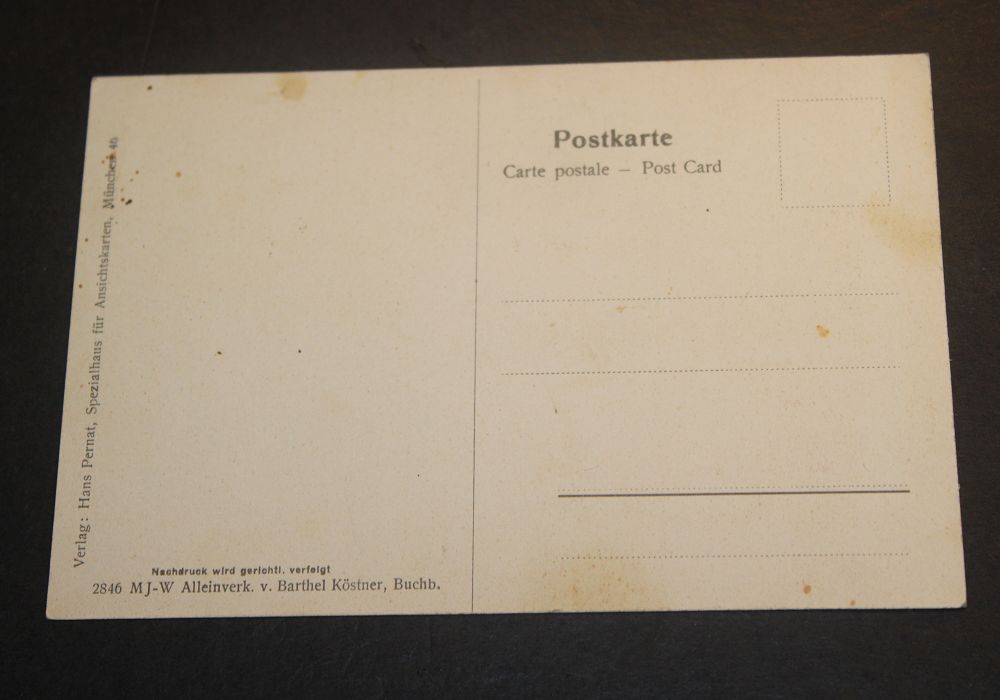 Verlag: Hans Pernat, Spezialhaus für Ansichtskarten, München 46
Nachdruck wird gerichtl. verfolgt
2846 MJ-W Alleinverk. v. Barthel Köstner, Buchb.
Postkarte
Carte postale — Post Card